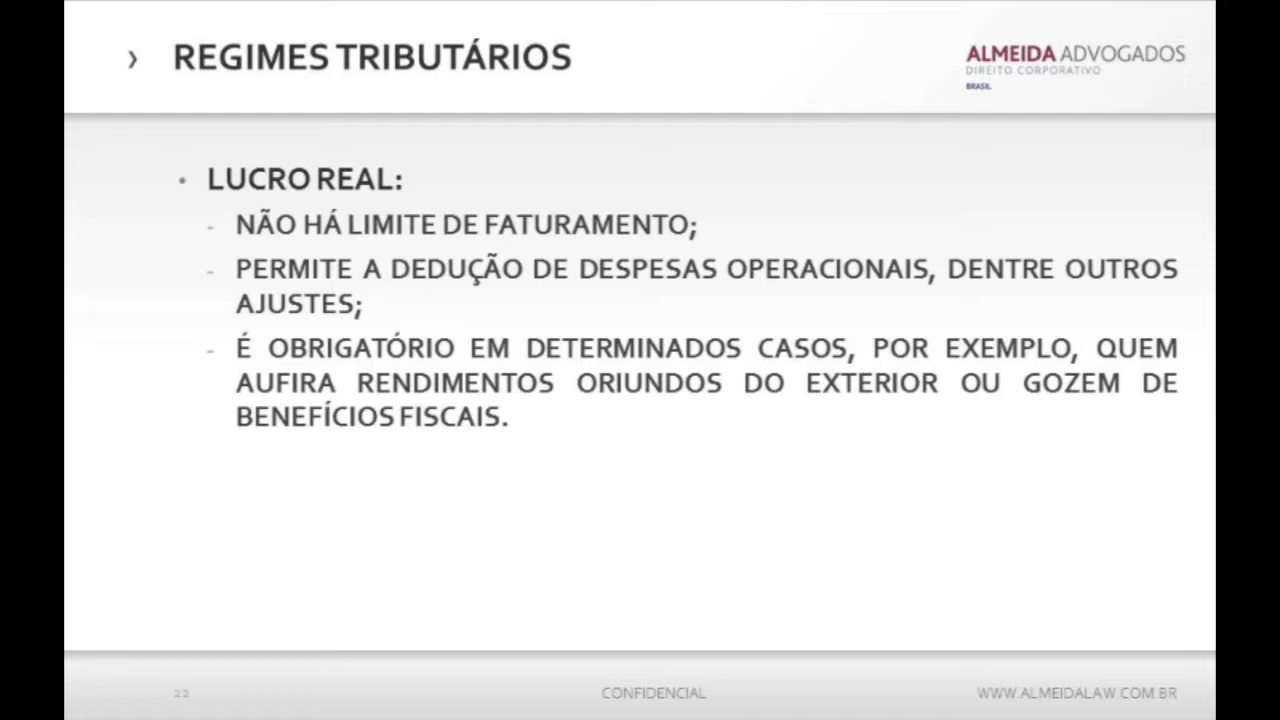 › REGIMES TRIBUTÁRIOS
ALMEIDA ADVOGADOS
DIREITO CORPORATIVO
BRASIL
• LUCRO REAL:
- NÃO HÁ LIMITE DE FATURAMENTO;
- PERMITE A DEDUÇÃO DE DESPESAS OPERACIONAIS, DENTRE OUTROS
AJUSTES;
- É OBRIGATÓRIO EM DETERMINADOS CASOS, POR EXEMPLO, QUEM
AUFIRA RENDIMENTOS ORIUNDOS DO EXTERIOR OU GOZEM DE
BENEFÍCIOS FISCAIS.
22
CONFIDENCIAL
WWW.ALMEIDALAW.COM.BR